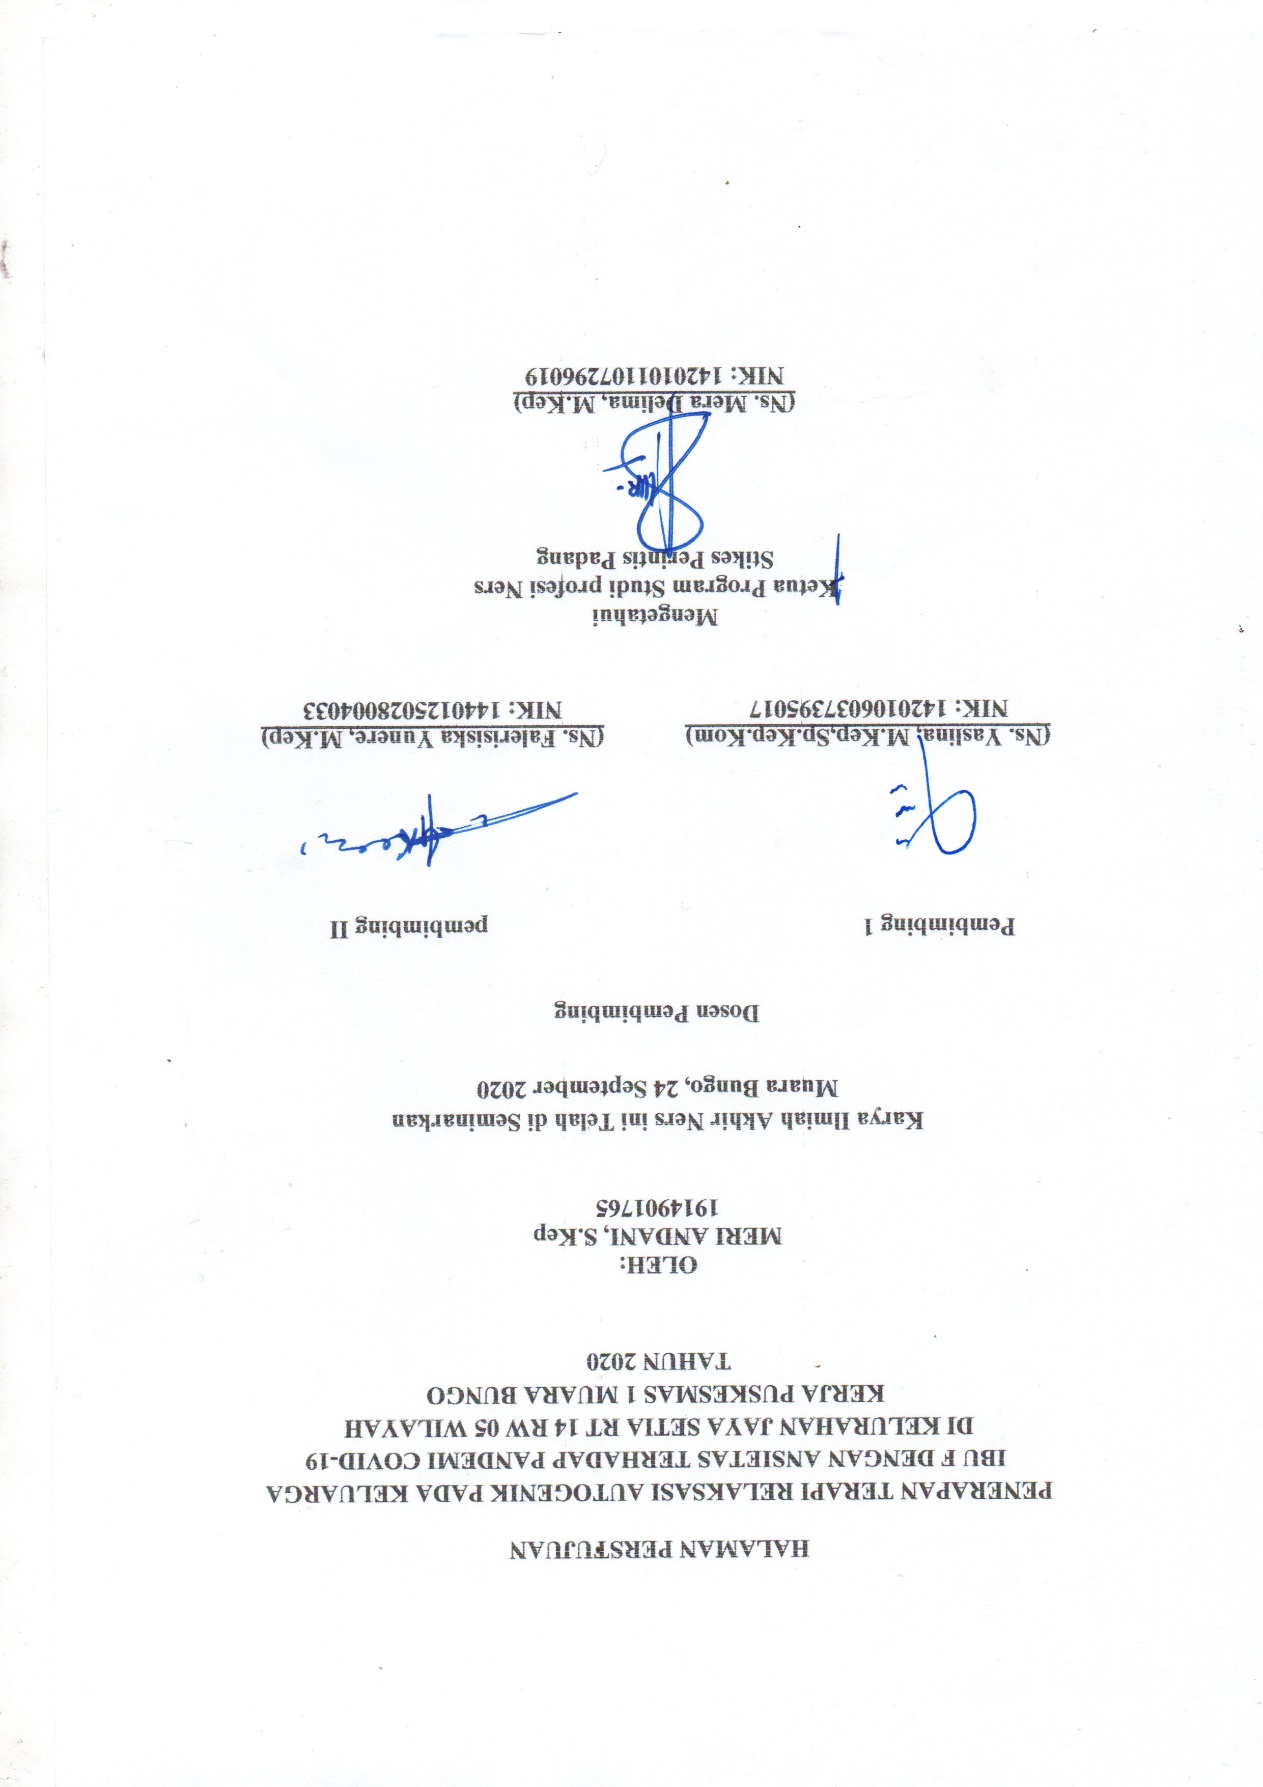 HALAMAN PERSTUJUAN
PENERAPAN TERAPI RELAKSASI AUTOGENIK PADA KELUARGA
IBU F DENGAN ANSIETAS TERHADAP PANDEMI COVID-19
DI KELURAHAN JAYA SETIA RT 14 RW 05 WILAYAH
KERJA PUSKESMAS 1 MUARA BUNGO
TAHUN 2020
OLEH:
MERI ANDANI, S.Kep
1914901765
Karya Ilmiah Akhir Ners ini Telah di Seminarkan
Muara Bungo, 24 September 2020
Dosen Pembimbing
Pembimbing 1
pembimbing II
(Ns. Yaslina, M.Kep,Sp.Kep.Kom)
NIK: 1420106037395017
(Ns. Falerisiska Yunere, M.Kep)
NIK: 1440125028004033
Mengetahui
Ketua Program Studi profesi Ners
Stikes Perintis Padang
(Ns. Mera Delima, M.Kep)
NIK: 1420101107296019